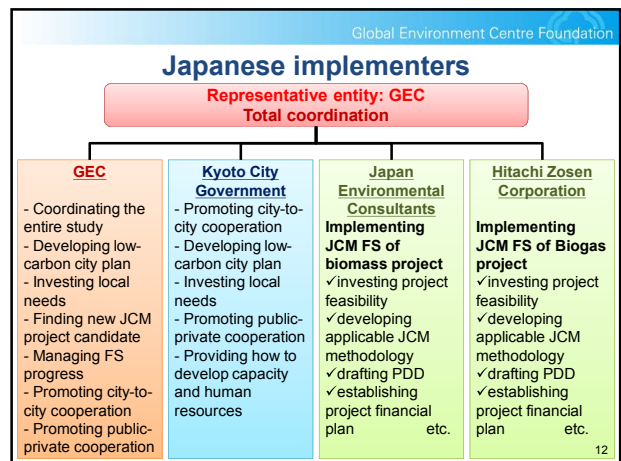 Global Environment Centre Foundation
Japanese implementers
Representative entity: GEC
Total coordination
GEC
- Coordinating the
entire study
- Developing low-
carbon city plan
- Investing local
needs
- Finding new JCM
project candidate
- Managing FS
progress
- Promoting city-to-
city cooperation
- Promoting public-
private cooperation
Kyoto City
Government
- Promoting city-to-
city cooperation
- Developing low-
carbon city plan
- Investing local
needs
- Promoting public-
private cooperation
- Providing how to
develop capacity
and human
resources
Japan
Environmental
Consultants
Implementing
JCM FS of
biomass project
✓investing project
feasibility
✓developing
applicable JCM
methodology
✓drafting PDD
✓establishing
project financial
plan etc.
Hitachi Zosen
Corporation
Implementing
JCM FS of Biogas
project
✓investing project
feasibility
✓developing
applicable JCM
methodology
✓drafting PDD
✓establishing
project financial
plan etc.
12